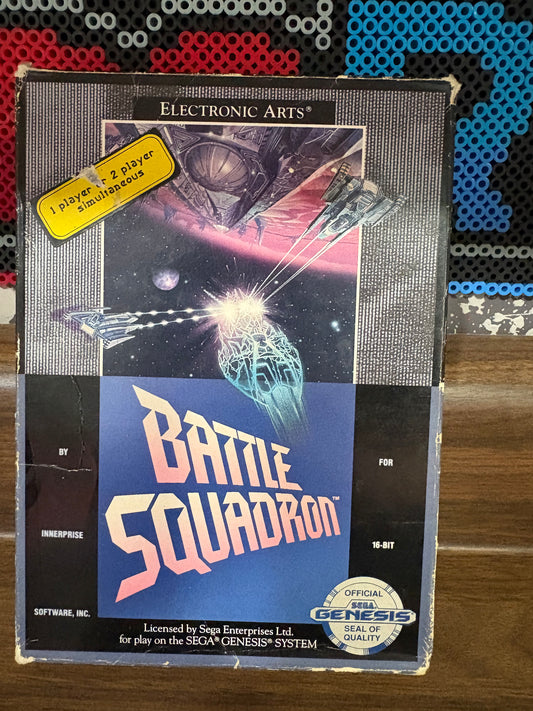 ELECTRONIC ARTS®
1 player or 2 player
simultaneous
BATTLE
SQUADRON™
BY
INNERPRISE
SOFTWARE, INC.
FOR
16-BIT
Licensed by Sega Enterprises Ltd.
for play on the SEGA® GENESIS® SYSTEM
OFFICIAL
SEGA
GENESIS
SEAL OF
QUALITY